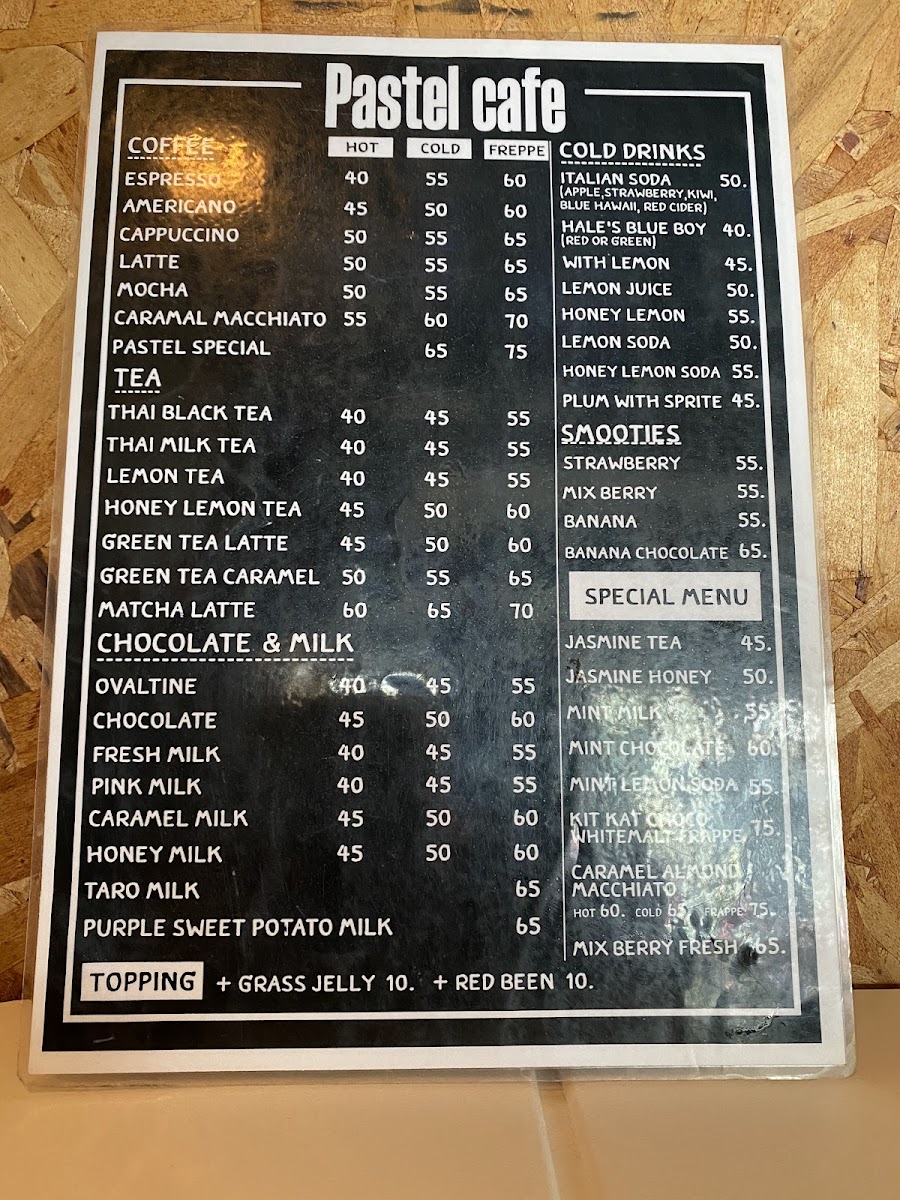 Pastel cafe
COFFEE HOT COLD FREPPE
ESPRESSO 40 55 60
AMERICANO 45 50 60
CAPPUCCINO 50 55 65
LATTE 50 55 65
MOCHA 50 55 65
CARAMAL MACCHIATO 55 60 70
PASTEL SPECIAL 65 75
TEA
THAI BLACK TEA 40 45 55
THAI MILK TEA 40 45 55
LEMON TEA 40 45 55
HONEY LEMON TEA 45 50 60
GREEN TEA LATTE 45 50 60
GREEN TEA CARAMEL 50 55 65
MATCHA LATTE 60 65 70
CHOCOLATE & MILK
OVALTINE 40 45 55
CHOCOLATE 45 50 60
FRESH MILK 40 45 55
PINK MILK 40 45 55
CARAMEL MILK 45 50 60
HONEY MILK 45 50 60
TARO MILK 65
PURPLE SWEET POTATO MILK 65
COLD DRINKS
ITALIAN SODA 50.
(APPLE,STRAWBERRY,KIWI,
BLUE HAWAII, RED CIDER)
HALE'S BLUE BOY 40.
(RED OR GREEN)
WITH LEMON 45.
LEMON JUICE 50.
HONEY LEMON 55.
LEMON SODA 50.
HONEY LEMON SODA 55.
PLUM WITH SPRITE 45.
SMOOTIES
STRAWBERRY 55.
MIX BERRY 55.
BANANA 55.
BANANA CHOCOLATE 65.
SPECIAL MENU
JASMINE TEA 45.
JASMINE HONEY 50.
MINT MILK 55.
MINT CHOCOLATE 60.
MINT LEMON SODA 55.
KIT KAT CHOCO
WHITEMALT FRAPPE 75.
CARAMEL ALMOND
MACCHIATO
HOT 60. COLD 65. FRAPPE 75.
MIX BERRY FRESH 65.
TOPPING + GRASS JELLY 10. + RED BEEN 10.